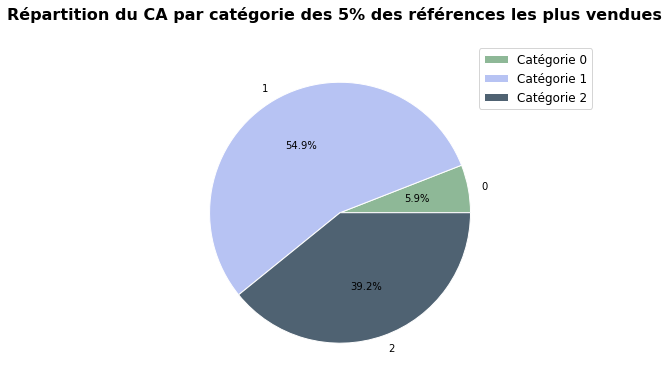 Répartition du CA par catégorie des 5% des références les plus vendues
Catégorie 0
Catégorie 1
Catégorie 2
1
54.9%
0
5.9%
39.2%
2